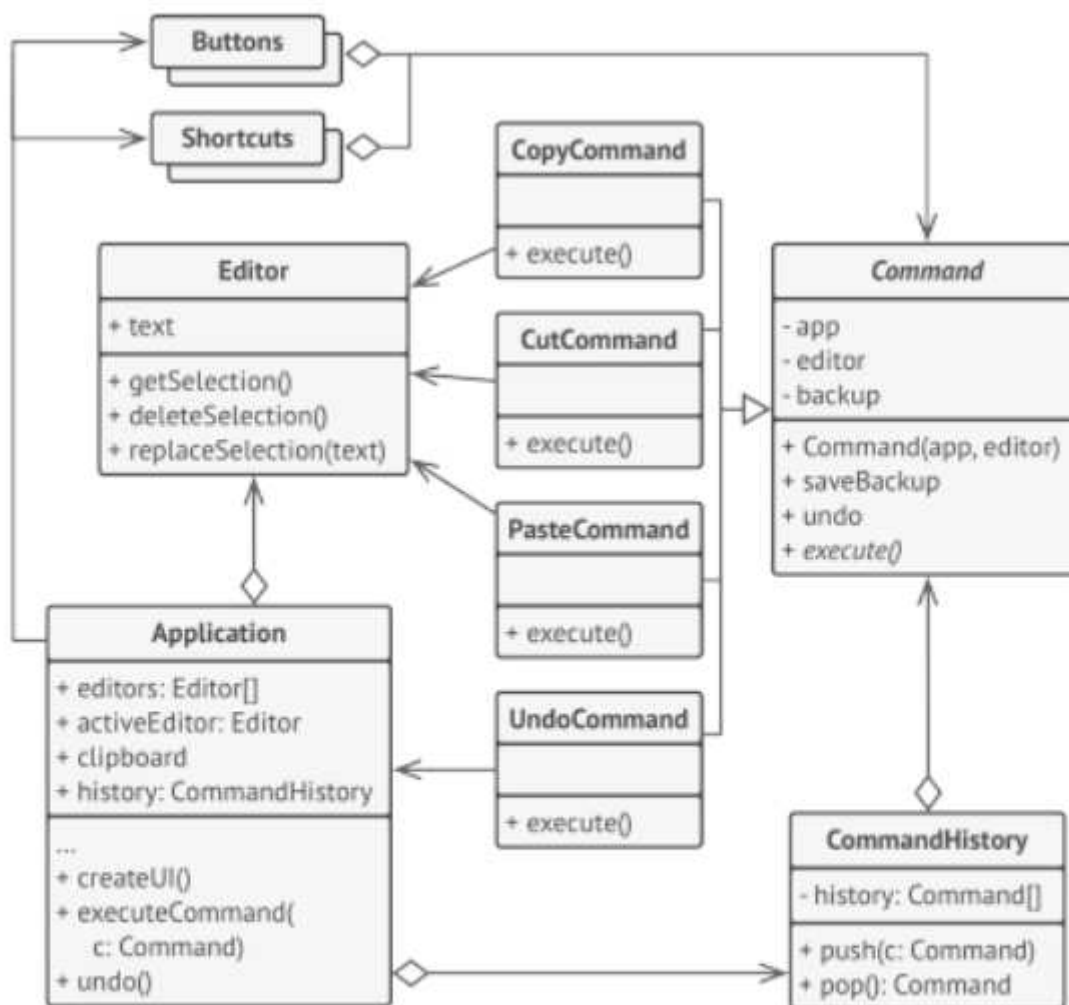 Buttons
Shortcuts
CopyCommand
+ execute()
Editor
+ text
+ getSelection()
+ deleteSelection()
+ replaceSelection(text)
CutCommand
+ execute()
Command
- app
- editor
- backup
+ Command(app, editor)
+ saveBackup
+ undo
+ execute()
PasteCommand
+ execute()
Application
+ editors: Editor[]
+ activeEditor: Editor
+ clipboard
+ history: CommandHistory
...
+ createUI()
+ executeCommand(
c: Command)
+ undo()
UndoCommand
+ execute()
CommandHistory
- history: Command[]
+ push(c: Command)
+ pop(): Command